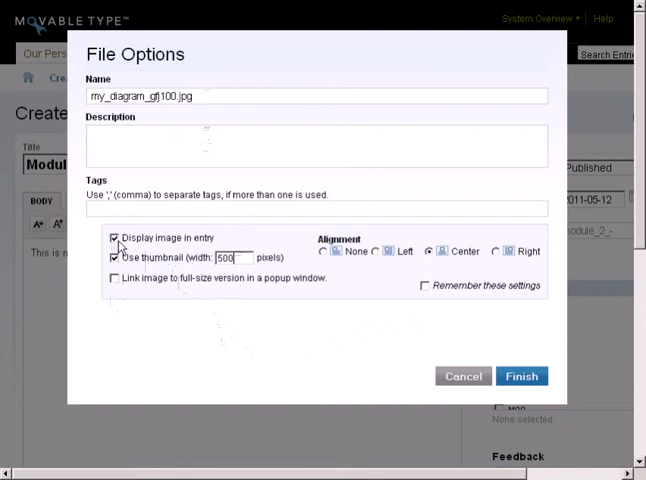 MOVABLE TYPE
System Overview
Help
Our Pers
Search Entrie
Cre
Create
File Options
Name
my_diagram_gfj100.jpg
Description
Tags
Use ',' (comma) to separate tags, if more than one is used.
Display image in entry
Use thumbnail (width: 500 pixels)
Link image to full-size version in a popup window.
Alignment
None Left Center Right
Remember these settings
Cancel Finish
Title
Modul
BODY
A+ A
This is n
Published
2011-05-12
module_2_-
None selected
Feedback